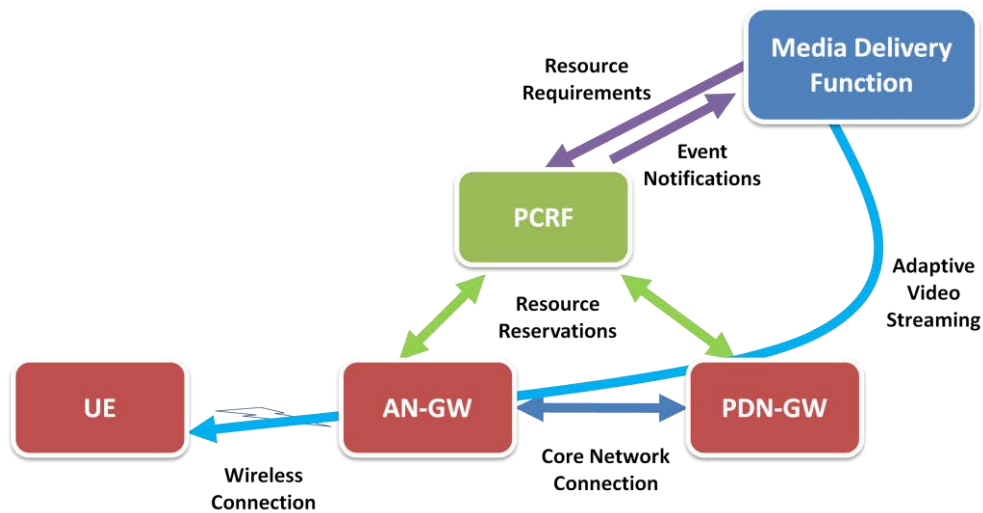 Media Delivery
Function
Resource
Requirements
Event
Notifications
PCRF
Adaptive
Video
Streaming
Resource
Reservations
UE
AN-GW
PDN-GW
Wireless
Connection
Core Network
Connection